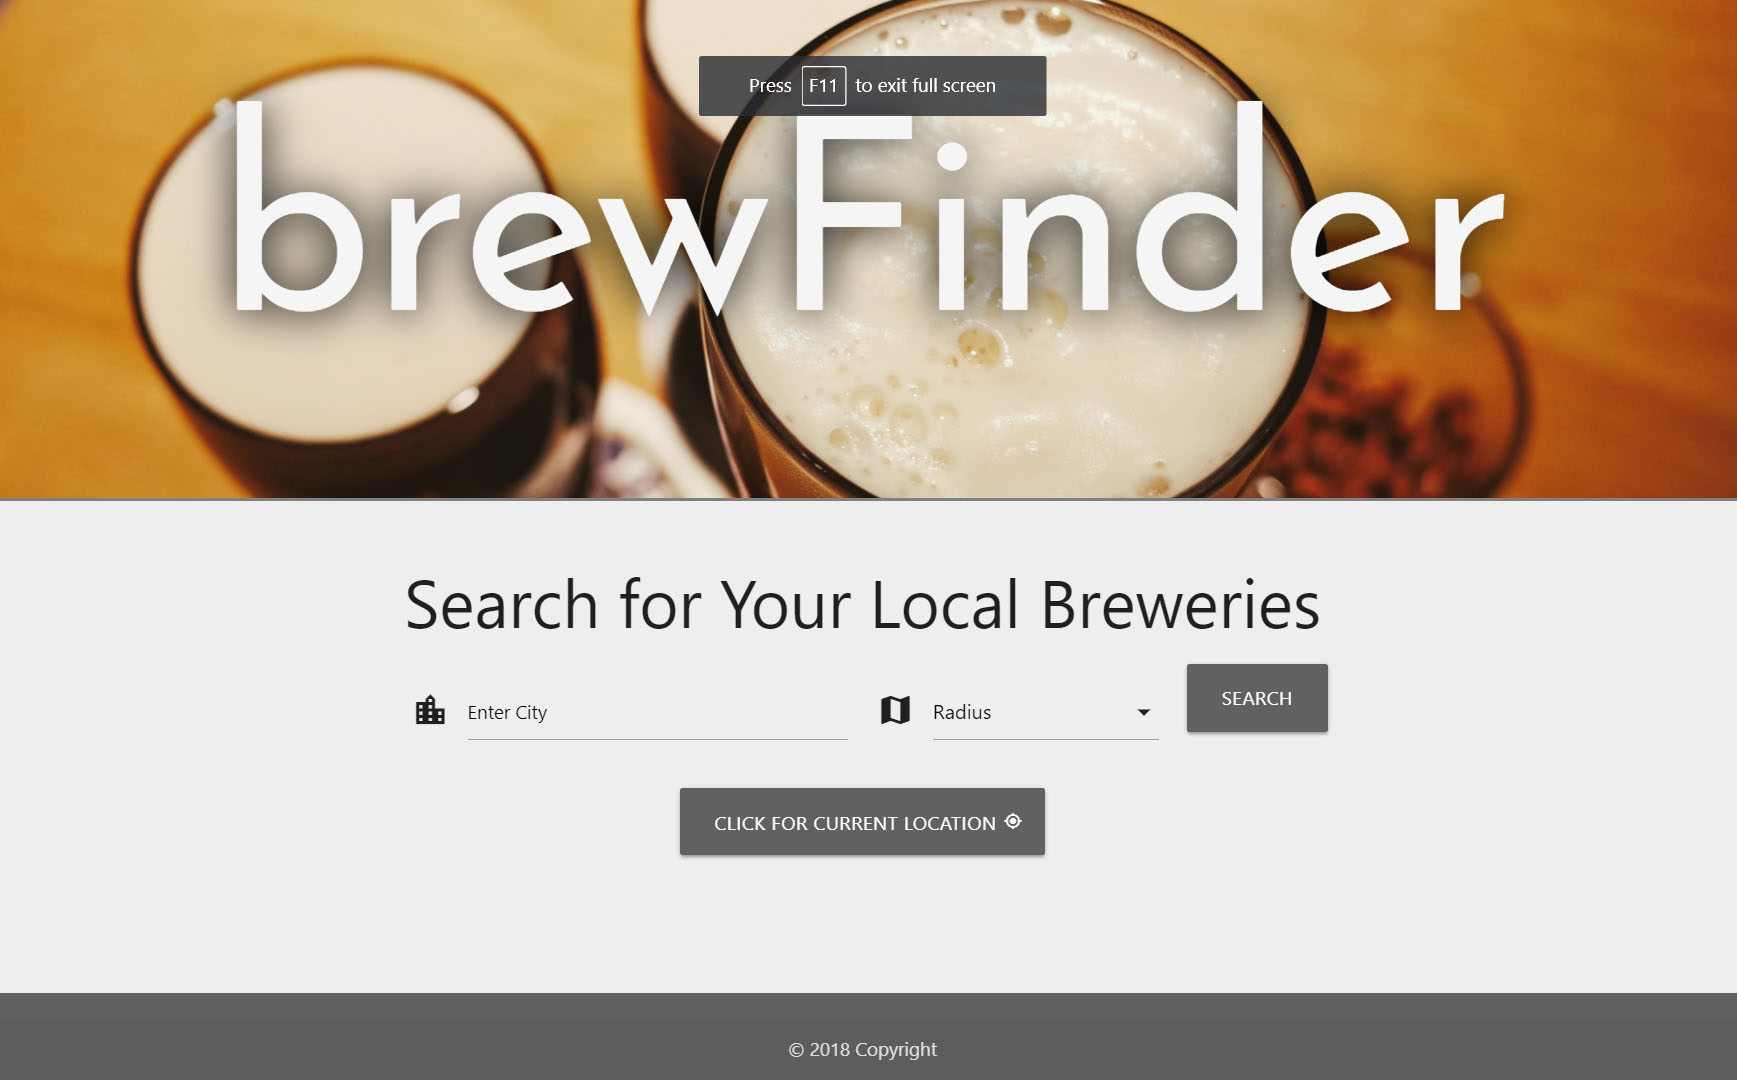 Press F11 to exit full screen
brewFinder
Search for Your Local Breweries
Enter City
Radius
SEARCH
CLICK FOR CURRENT LOCATION
© 2018 Copyright